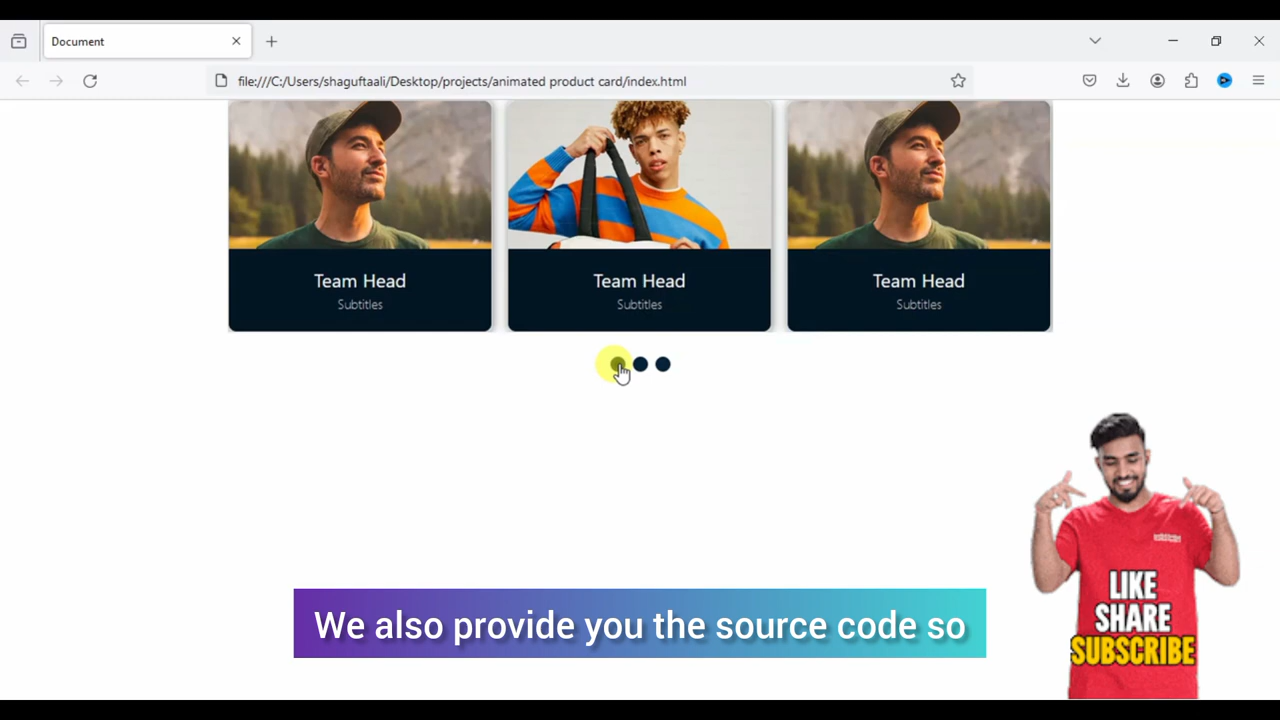 Document
file:///C:/Users/shaguftaali/Desktop/projects/animated product card/index.html
Team Head
Subtitles
Team Head
Subtitles
Team Head
Subtitles
We also provide you the source code so
LIKE
SHARE
SUBSCRIBE